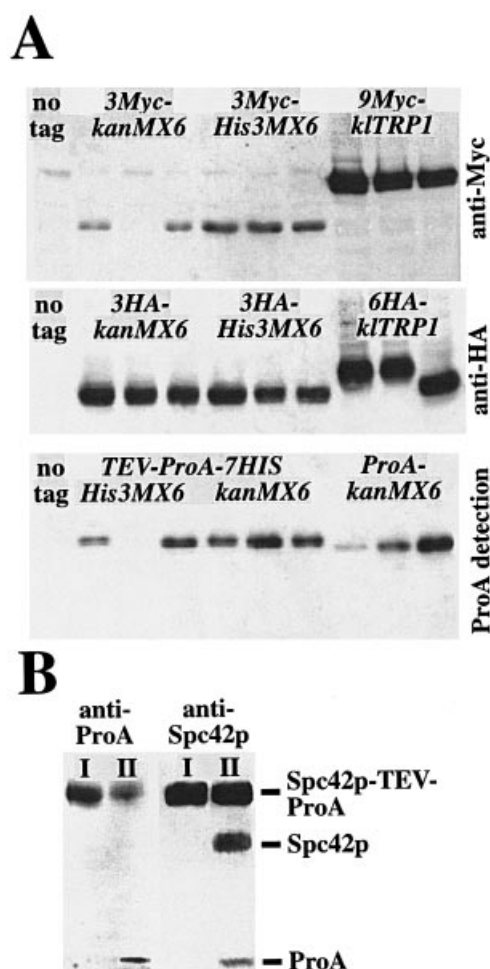 A
no 3Myc- 3Myc- 9Myc-
tag kanMX6 His3MX6 klTRP1
anti-Myc
no 3HA- 3HA- 6HA-
tag kanMX6 His3MX6 klTRP1
anti-HA
no TEV-ProA-7HIS ProA-
tag His3MX6 kanMX6 kanMX6
ProA detection
B
anti- anti-
ProA Spc42p
I II I II
Spc42p-TEV-
ProA
Spc42p
ProA